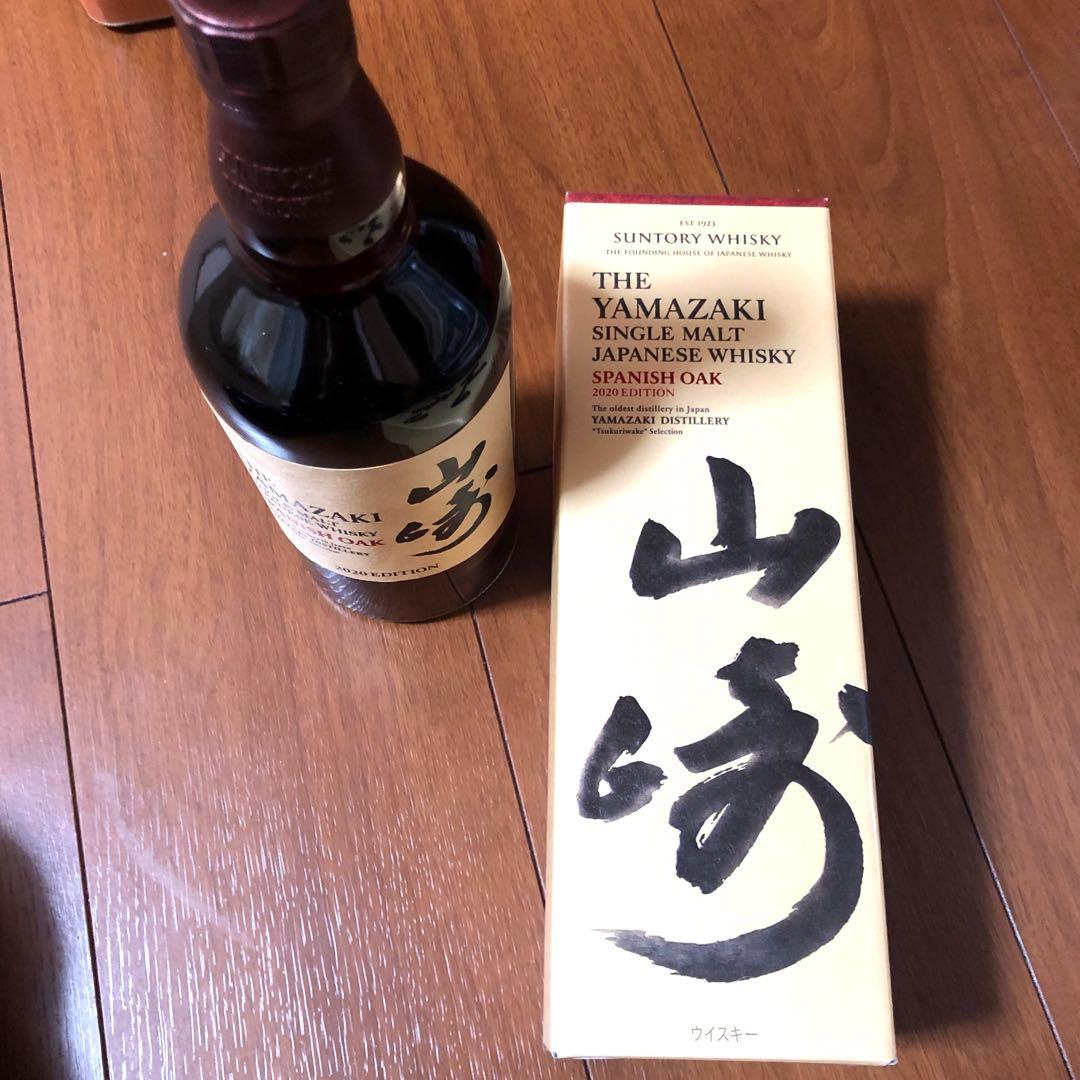 YAMAZAKI
MALT
WHISKY
SPANISH OAK
2020 EDITION
山崎
EST 1923
SUNTORY WHISKY
THE FOUNDING HOUSE OF JAPANESE WHISKY
THE
YAMAZAKI
SINGLE MALT
JAPANESE WHISKY
SPANISH OAK
2020 EDITION
The oldest distillery in Japan
YAMAZAKI DISTILLERY
"Tsukuriwake" Selection
山
崎
ウイスキー